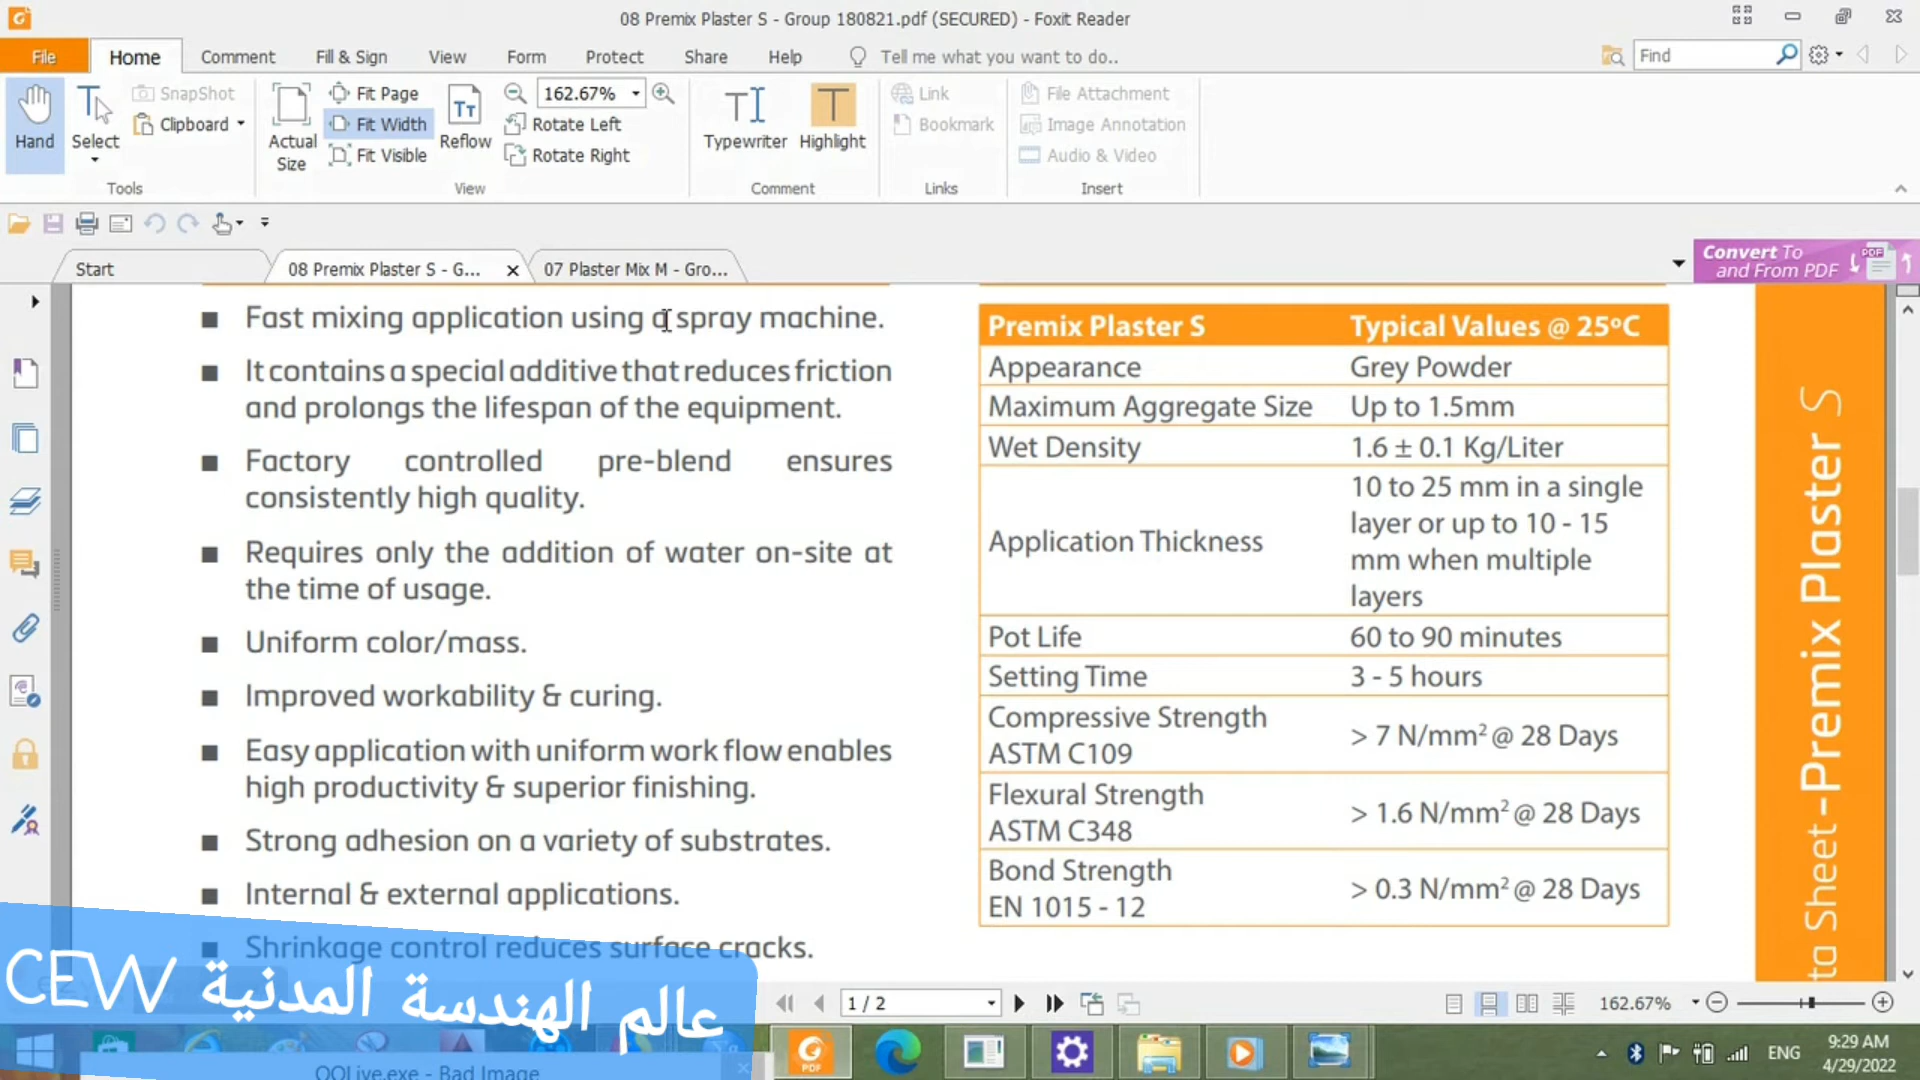 08 Premix Plaster S - Group 180821.pdf (SECURED) - Foxit Reader
File Home Comment Fill & Sign View Form Protect Share Help Tell me what you want to do.. Find
Hand
Select
SnapShot
Clipboard
Tools
Actual Size
Fit Page
Fit Width
Fit Visible
Reflow
162.67%
Rotate Left
Rotate Right
View
Typewriter
Highlight
Comment
Link
Bookmark
Links
File Attachment
Image Annotation
Audio & Video
Insert
Start
08 Premix Plaster S - G...
07 Plaster Mix M - Gro...
Convert To
and From PDF
PDF
Fast mixing application using a spray machine.
It contains a special additive that reduces friction
and prolongs the lifespan of the equipment.
Factory controlled pre-blend ensures
consistently high quality.
Requires only the addition of water on-site at
the time of usage.
Uniform color/mass.
Improved workability & curing.
Easy application with uniform work flow enables
high productivity & superior finishing.
Strong adhesion on a variety of substrates.
Internal & external applications.
Shrinkage control reduces surface cracks.
Premix Plaster S Typical Values @ 25ºC
Appearance Grey Powder
Maximum Aggregate Size Up to 1.5mm
Wet Density 1.6 ± 0.1 Kg/Liter
Application Thickness
10 to 25 mm in a single
layer or up to 10 - 15
mm when multiple
layers
Pot Life 60 to 90 minutes
Setting Time 3 - 5 hours
Compressive Strength
ASTM C109
> 7 N/mm² @ 28 Days
Flexural Strength
ASTM C348
> 1.6 N/mm² @ 28 Days
Bond Strength
EN 1015 - 12
> 0.3 N/mm² @ 28 Days
ta Sheet-Premix Plaster S
عالم الهندسة المدنية CEW
1 / 2
162.67%
PDF
QQLive.exe - Bad Image
ENG
9:29 AM
4/29/2022